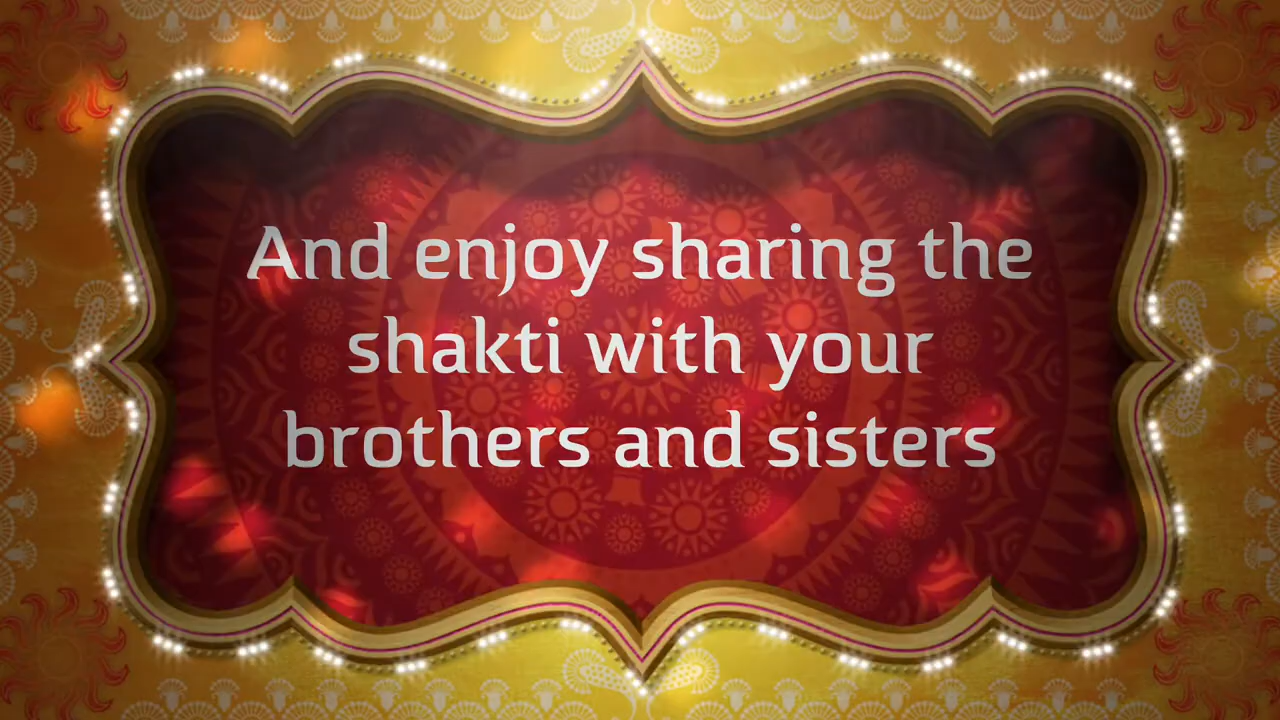 And enjoy sharing the
shakti with your
brothers and sisters